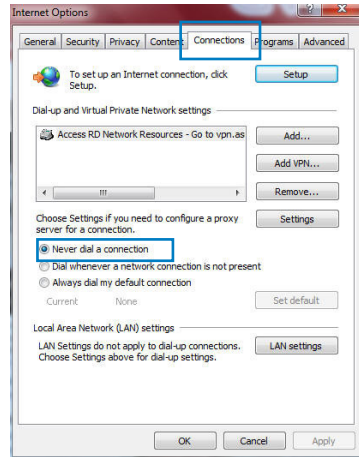 Internet Options
General Security Privacy Content Connections Programs Advanced
To set up an Internet connection, click
Setup.
Setup
Dial-up and Virtual Private Network settings
Access RD Network Resources - Go to vpn.as
Add...
Add VPN...
Remove...
Choose Settings if you need to configure a proxy
server for a connection.
Settings
Never dial a connection
Dial whenever a network connection is not present
Always dial my default connection
Current None
Set default
Local Area Network (LAN) settings
LAN Settings do not apply to dial-up connections.
Choose Settings above for dial-up settings.
LAN settings
OK Cancel Apply